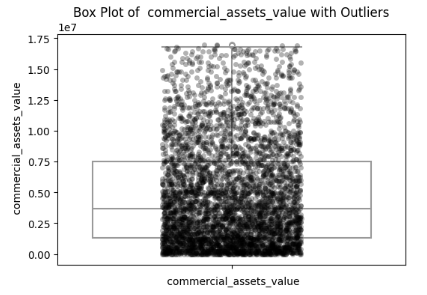 Box Plot of  commercial_assets_value with Outliers
1e7
1.75
1.50
1.25
1.00
0.75
0.50
0.25
0.00
commercial_assets_value
commercial_assets_value